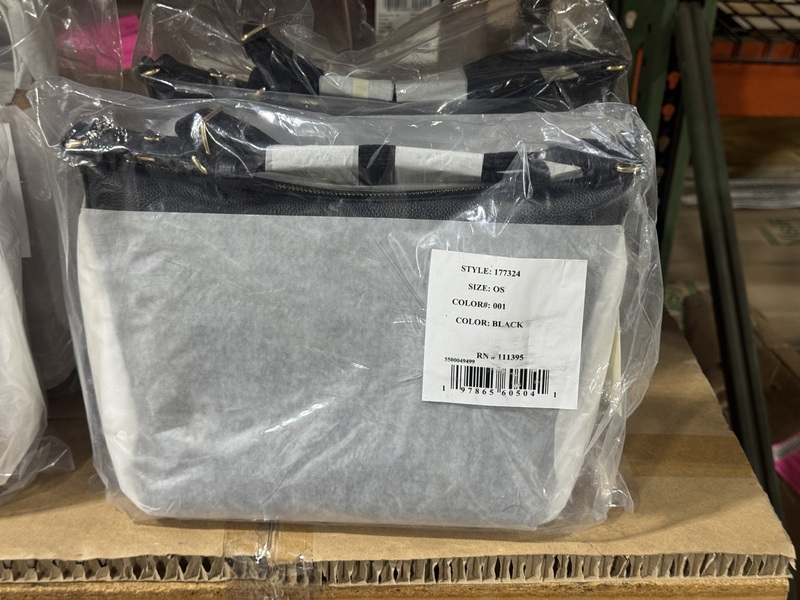 STYLE: 177324
SIZE: OS
COLOR#: 001
COLOR: BLACK
RN # 111395
5500049499
1 97865 60504 1